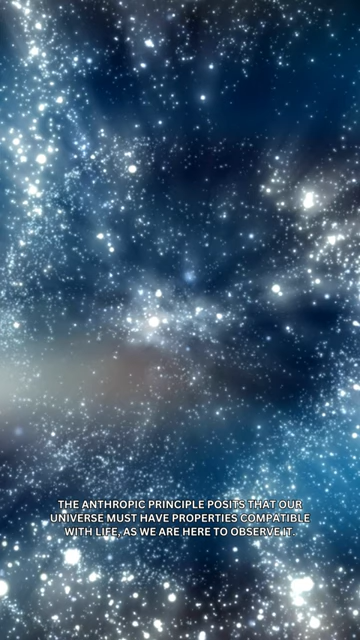 THE ANTHROPIC PRINCIPLE POSITS THAT OUR
UNIVERSE MUST HAVE PROPERTIES COMPATIBLE
WITH LIFE, AS WE ARE HERE TO OBSERVE IT.